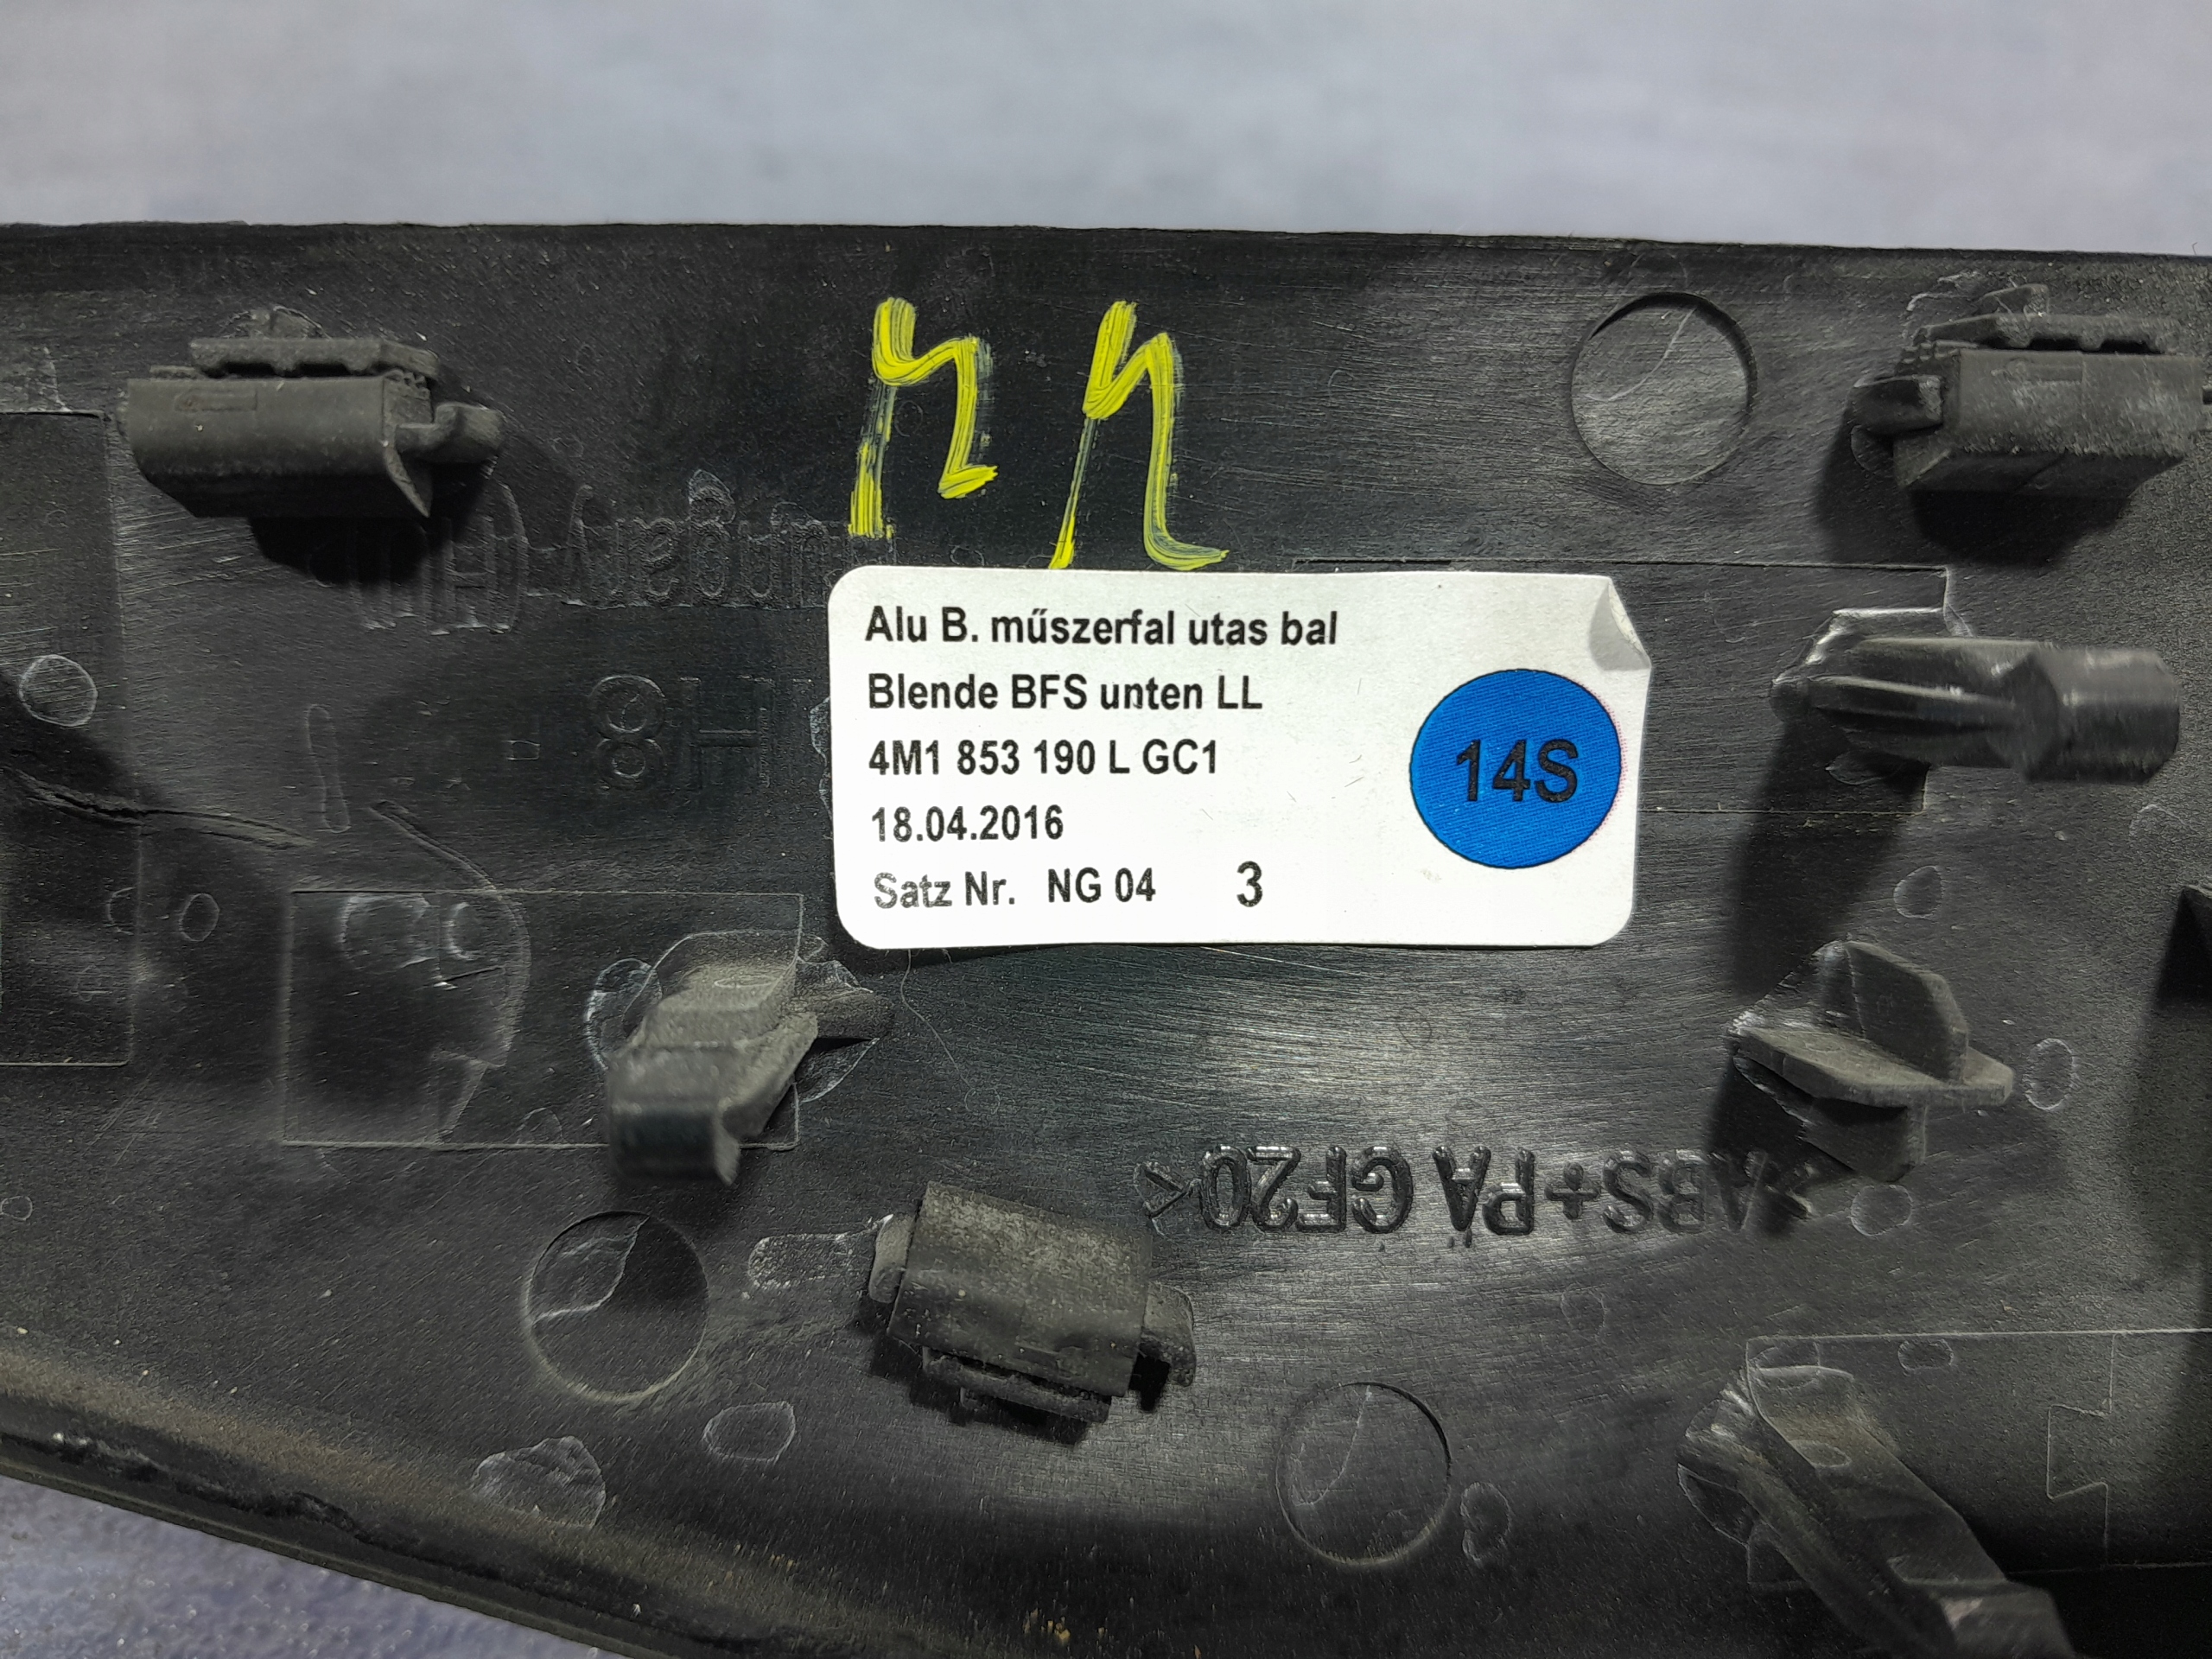 Alu B. műszerfal utas bal
Blende BFS unten LL
4M1 853 190 L GC1
18.04.2016
Satz Nr. NG 04 3
14S
>ABS+PA GF20<